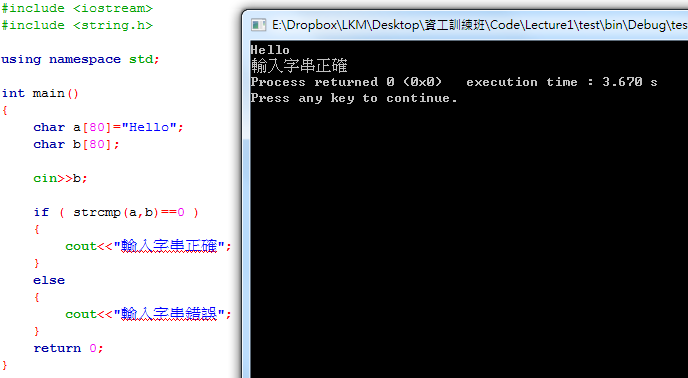 #include <iostream>
#include <string.h>
using namespace std;
int main()
{
char a[80]="Hello";
char b[80];
cin>>b;
if ( strcmp(a,b)==0 )
{
cout<<"輸入字串正確";
}
else
{
cout<<"輸入字串錯誤";
}
return 0;
}
E:\Dropbox\LKM\Desktop\資工訓練班\Code\Lecture1\test\bin\Debug\tes
Hello
輸入字串正確
Process returned 0 (0x0)   execution time : 3.670 s
Press any key to continue.